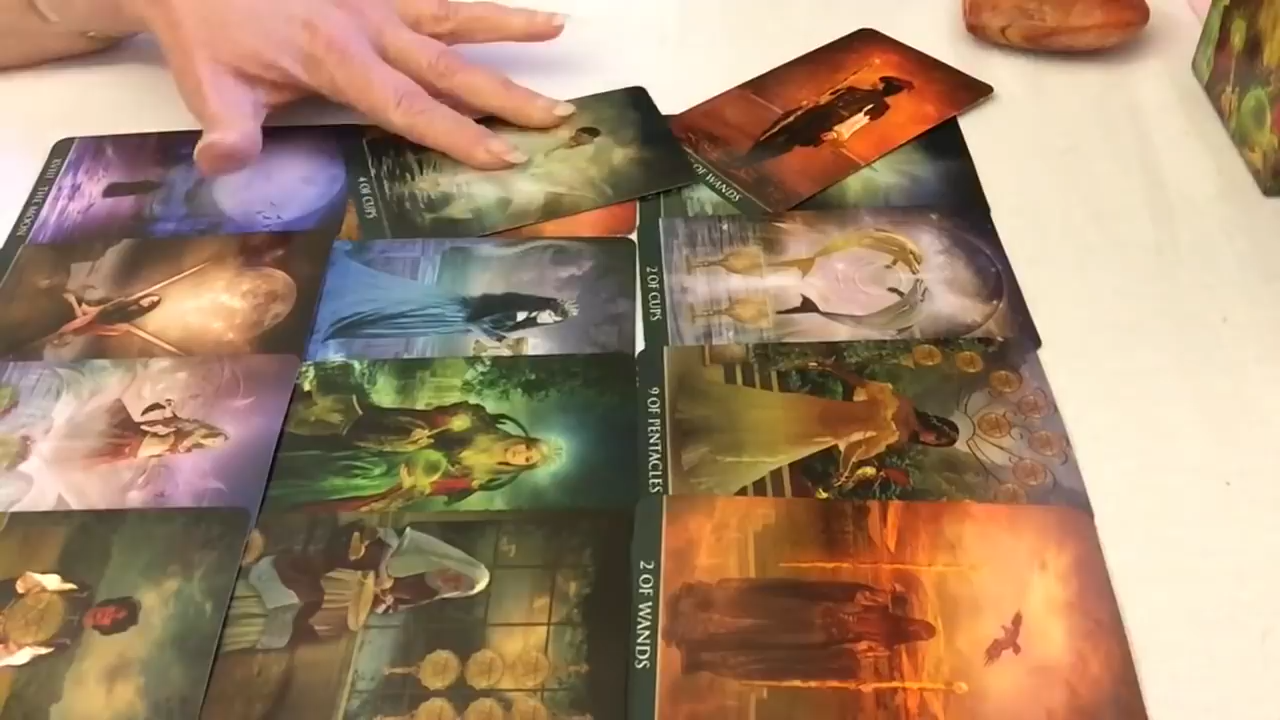 XVIII THE MOON
4 OF CUPS
OF WANDS
2 OF CUPS
9 OF PENTACLES
2 OF WANDS